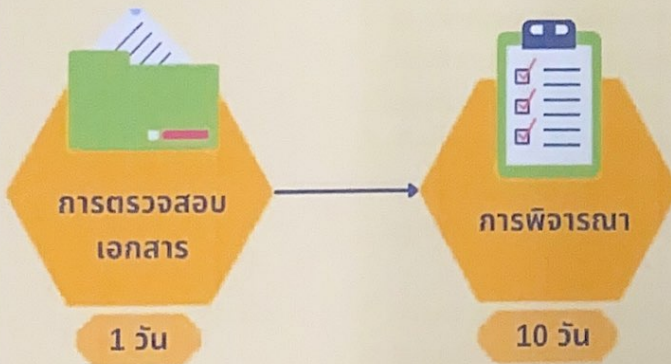 การตรวจสอบ
เอกสาร
1 วัน
การพิจารณา
10 วัน